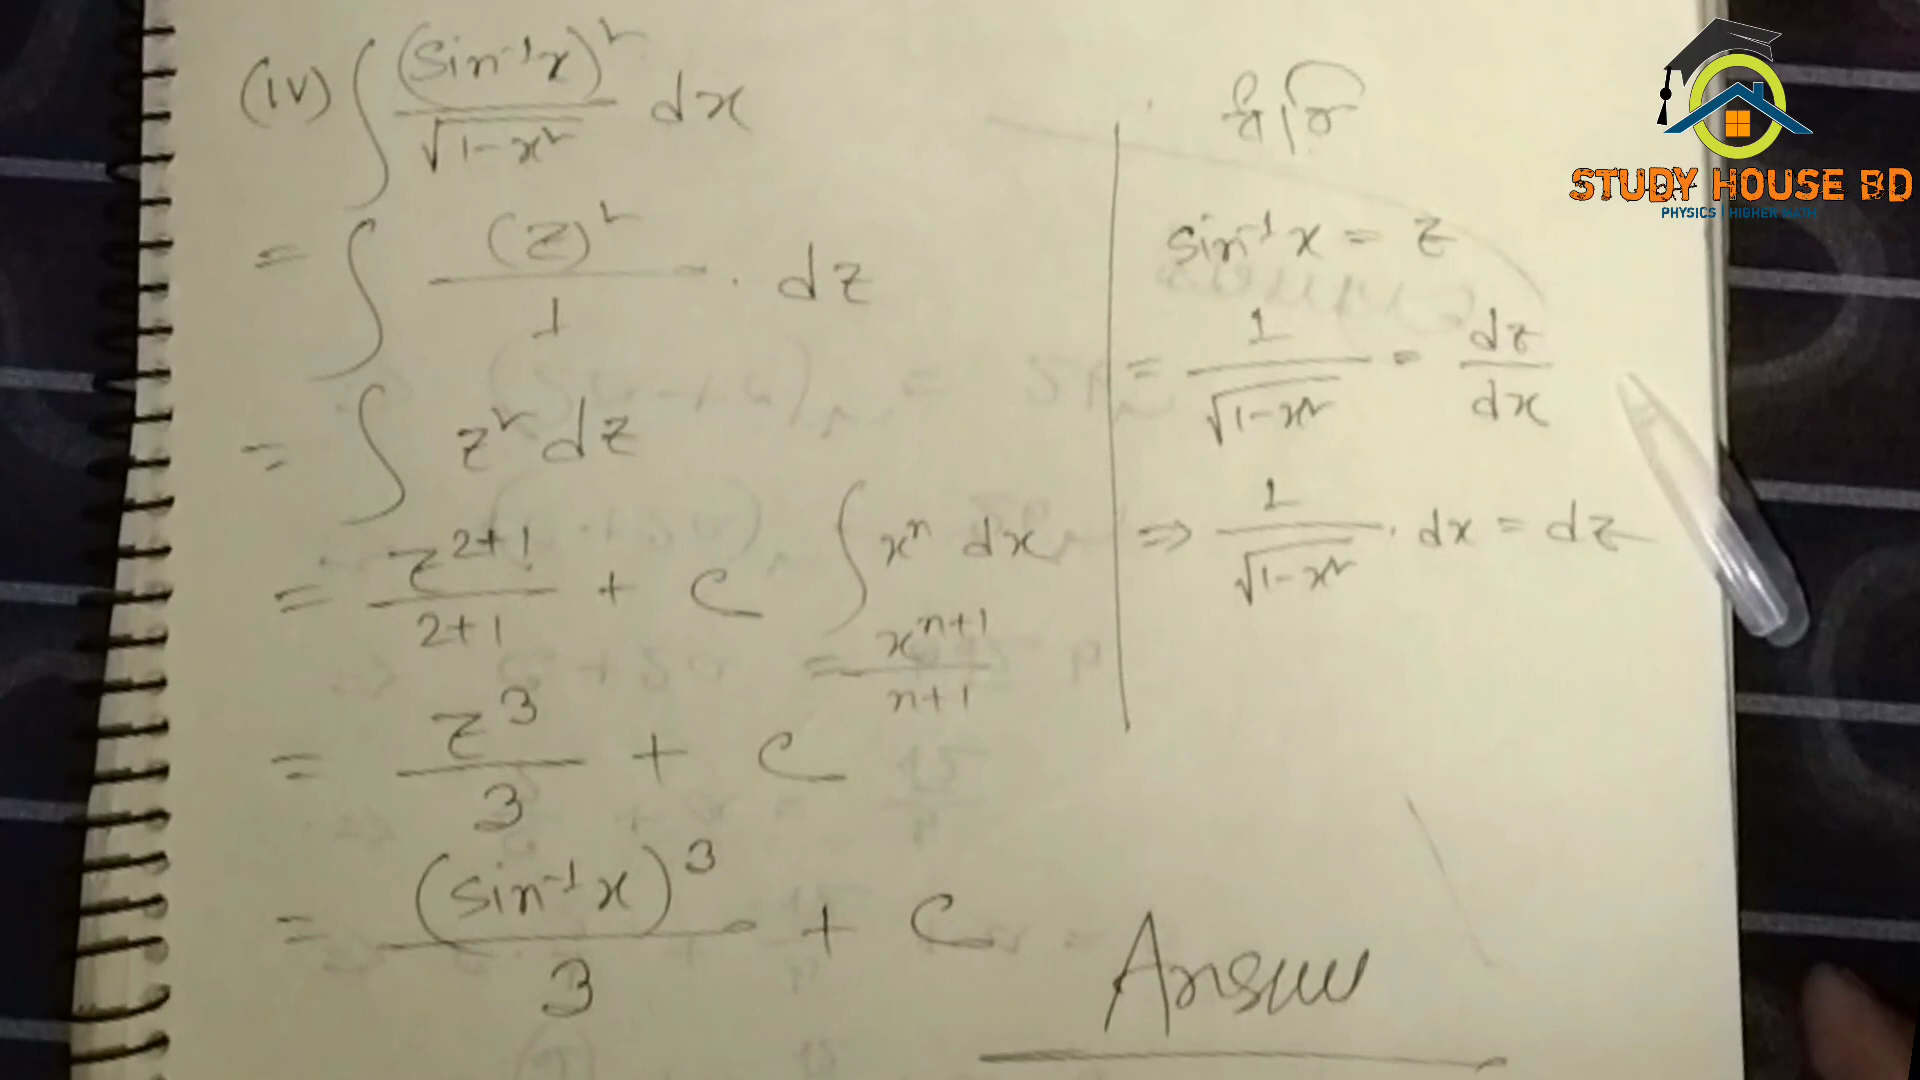 (iv) ∫ (sin⁻¹x)² / √1-x² dx
= ∫ (z)² / 1 . dz
= ∫ z² dz
= z²⁺¹ / 2+1 + c
∫ xⁿ dx
= xⁿ⁺¹ / n+1
= z³ / 3 + c
= (sin⁻¹x)³ / 3 + c
Answer
ধরি
sin⁻¹x = z
= 1 / √1-x² = dz / dx
⇒ 1 / √1-x² . dx = dz
STUDY HOUSE BD
PHYSICS | HIGHER MATH